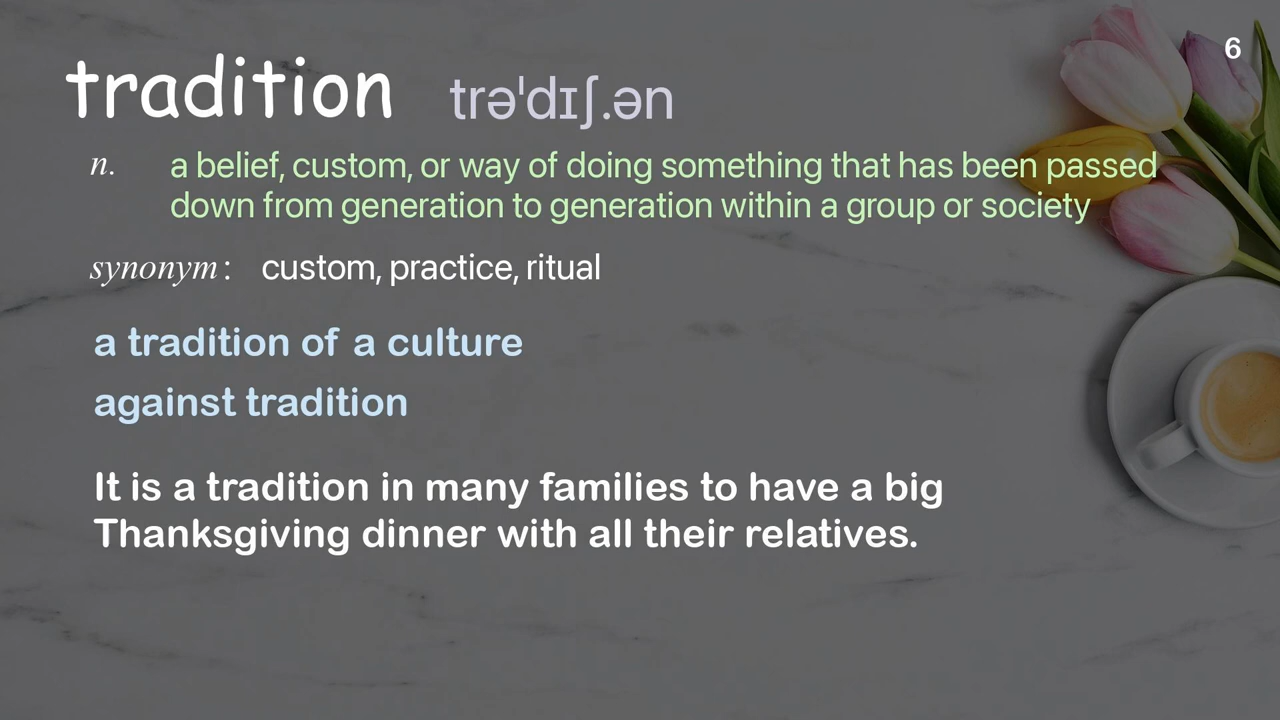 6
tradition trəˈdɪʃ.ən
n. a belief, custom, or way of doing something that has been passed
down from generation to generation within a group or society
synonym : custom, practice, ritual
a tradition of a culture
against tradition
It is a tradition in many families to have a big
Thanksgiving dinner with all their relatives.